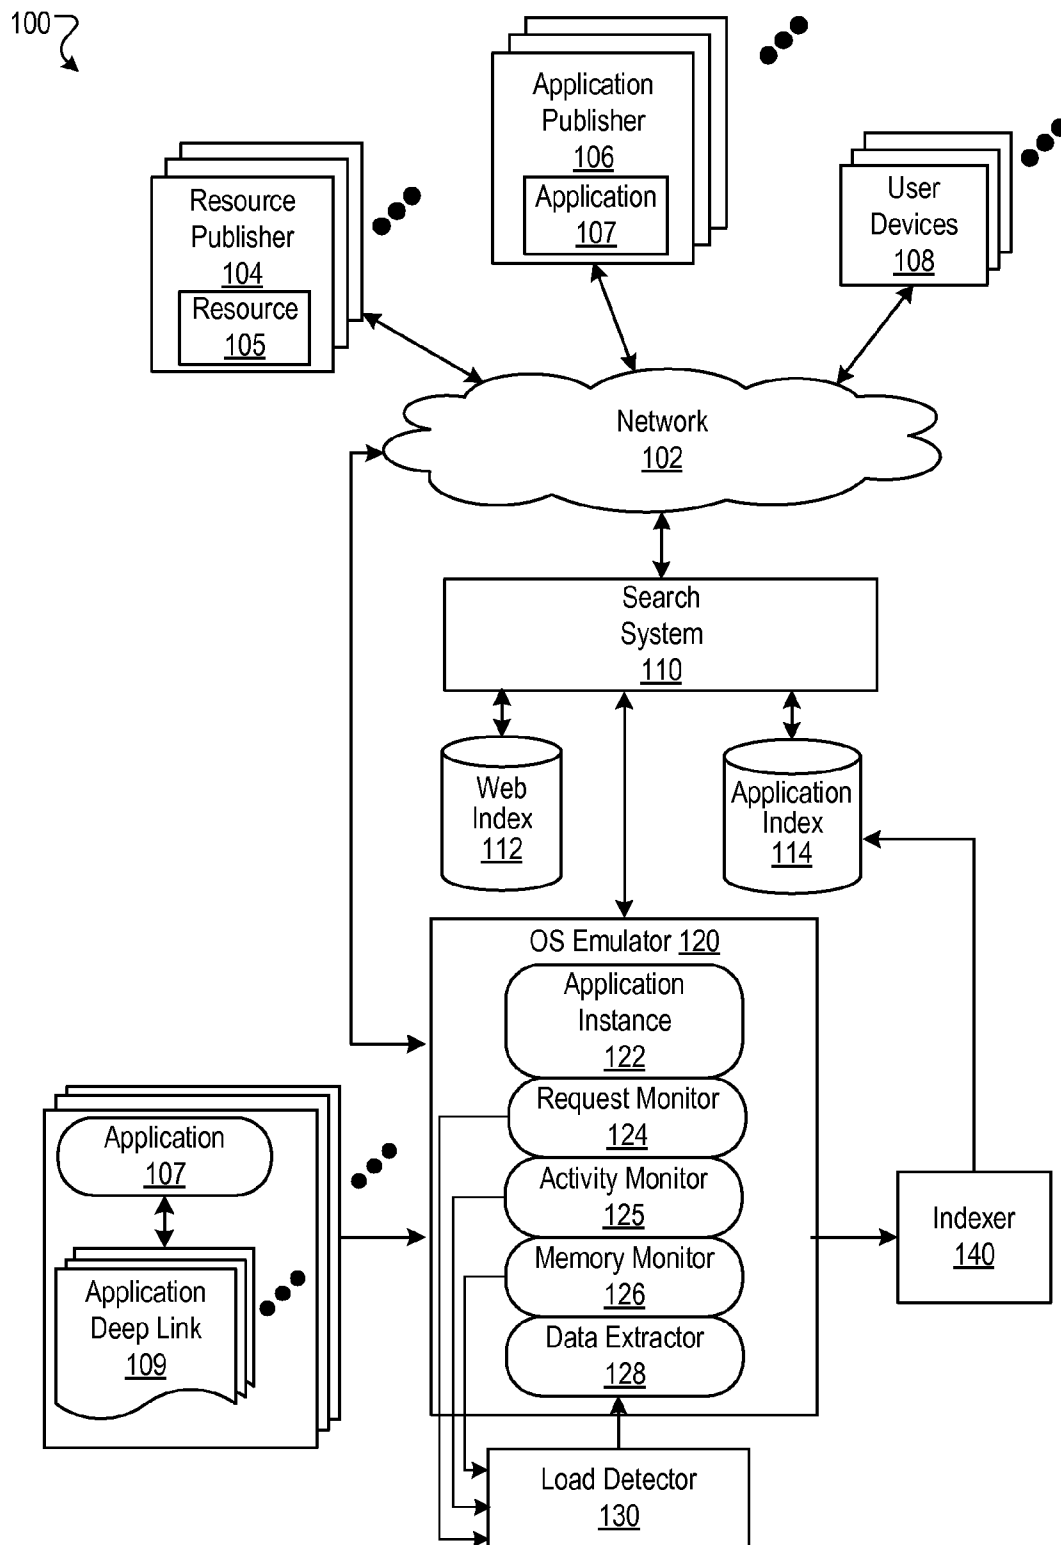 100
Application
Publisher
106
Application
107
Resource
Publisher
104
Resource
105
User
Devices
108
Network
102
Search
System
110
Web
Index
112
Application
Index
114
OS Emulator 120
Application
Instance
122
Request Monitor
124
Activity Monitor
125
Memory Monitor
126
Data Extractor
128
Application
107
Application
Deep Link
109
Indexer
140
Load Detector
130